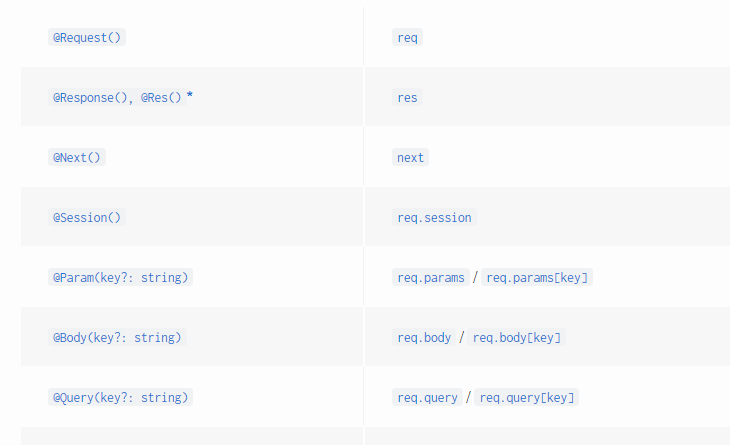 @Request() req
@Response(), @Res() * res
@Next() next
@Session() req.session
@Param(key?: string) req.params / req.params[key]
@Body(key?: string) req.body / req.body[key]
@Query(key?: string) req.query / req.query[key]